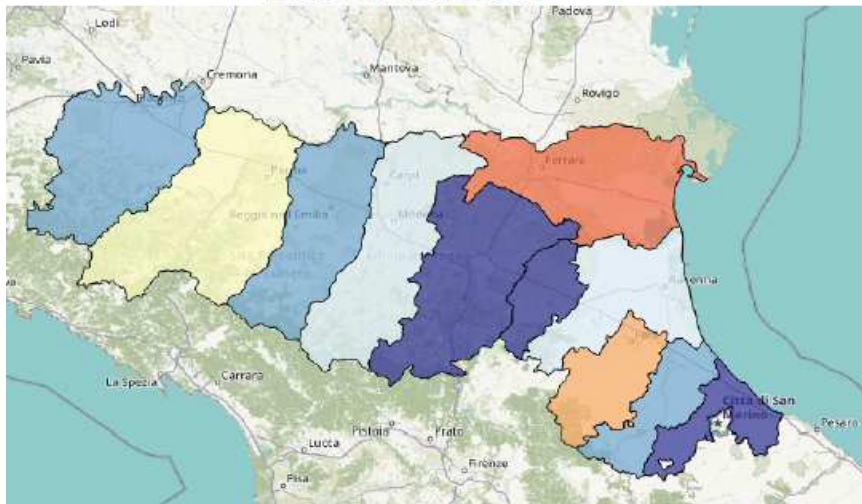 Lodi
Padova
Pavia
Cremona
Mantova
Rovigo
Ferrara
Parma
Carpi
Reggio nell'Emilia
Modena
Ravenna
La Spezia
Carrara
Città di San
Marino
Pistoia
Prato
Pesaro
Lucca
Firenze
Pisa